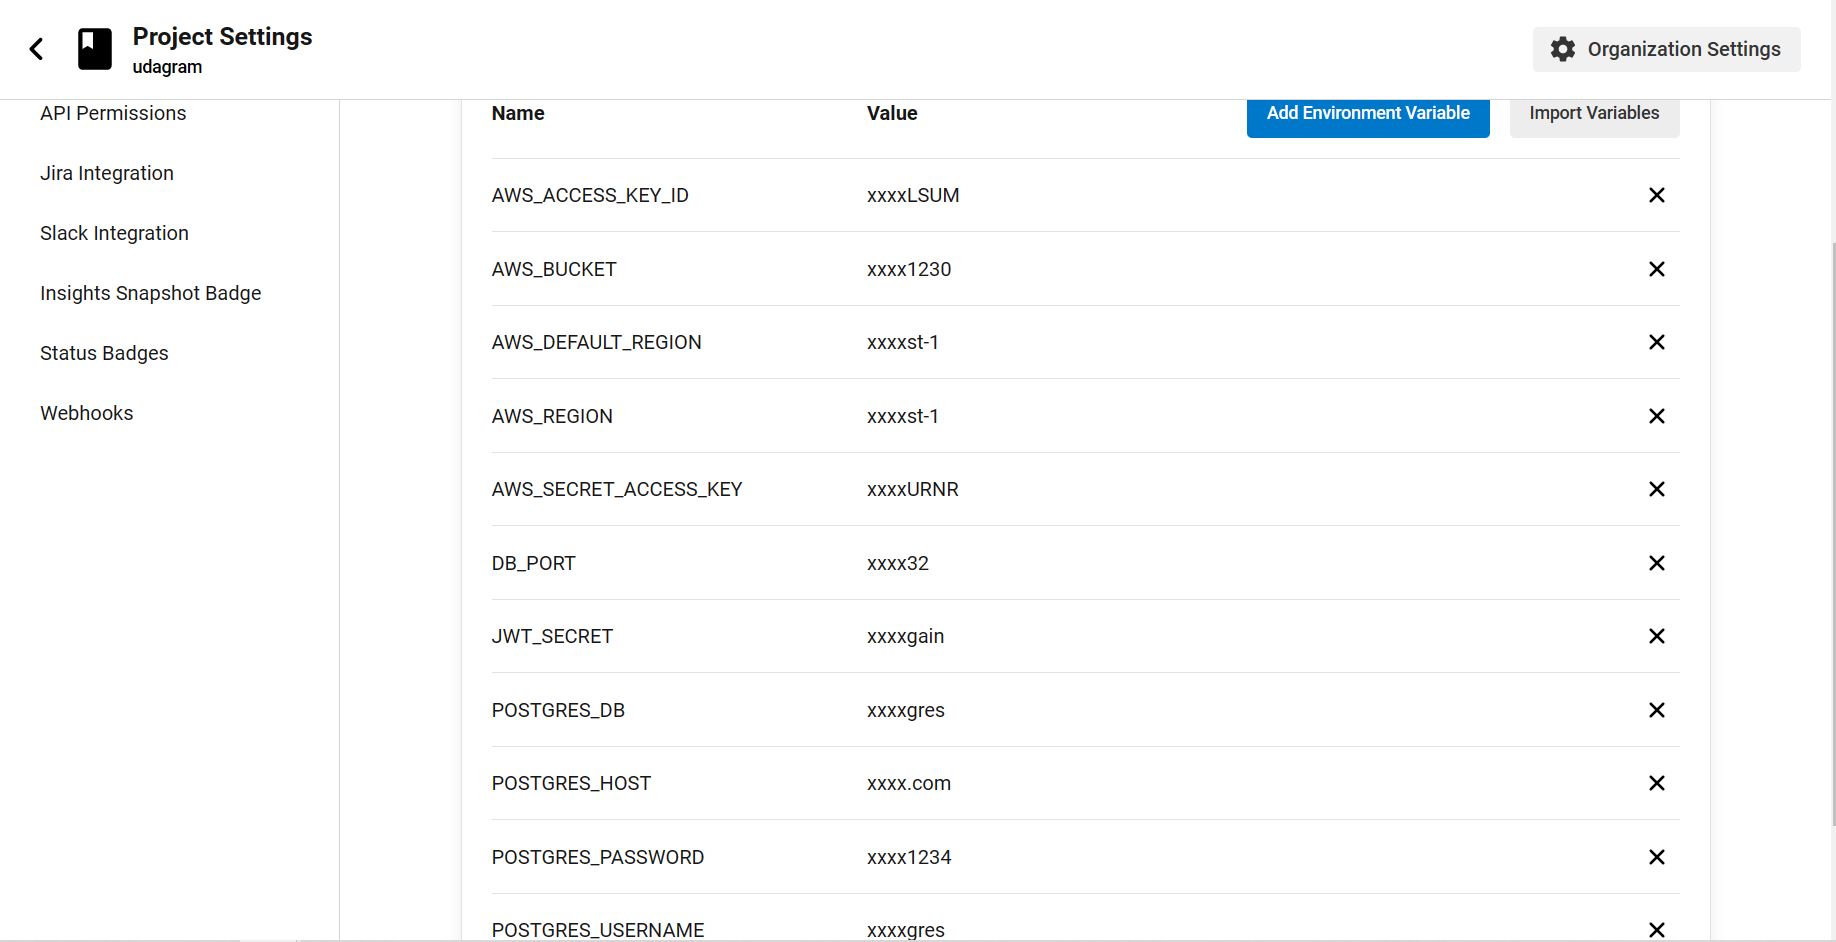 Project Settings
udagram
Organization Settings
API Permissions
Jira Integration
Slack Integration
Insights Snapshot Badge
Status Badges
Webhooks
Name Value Add Environment Variable Import Variables
AWS_ACCESS_KEY_ID xxxxLSUM
AWS_BUCKET xxxx1230
AWS_DEFAULT_REGION xxxxst-1
AWS_REGION xxxxst-1
AWS_SECRET_ACCESS_KEY xxxxURNR
DB_PORT xxxx32
JWT_SECRET xxxxgain
POSTGRES_DB xxxxgres
POSTGRES_HOST xxxx.com
POSTGRES_PASSWORD xxxx1234
POSTGRES_USERNAME xxxxgres